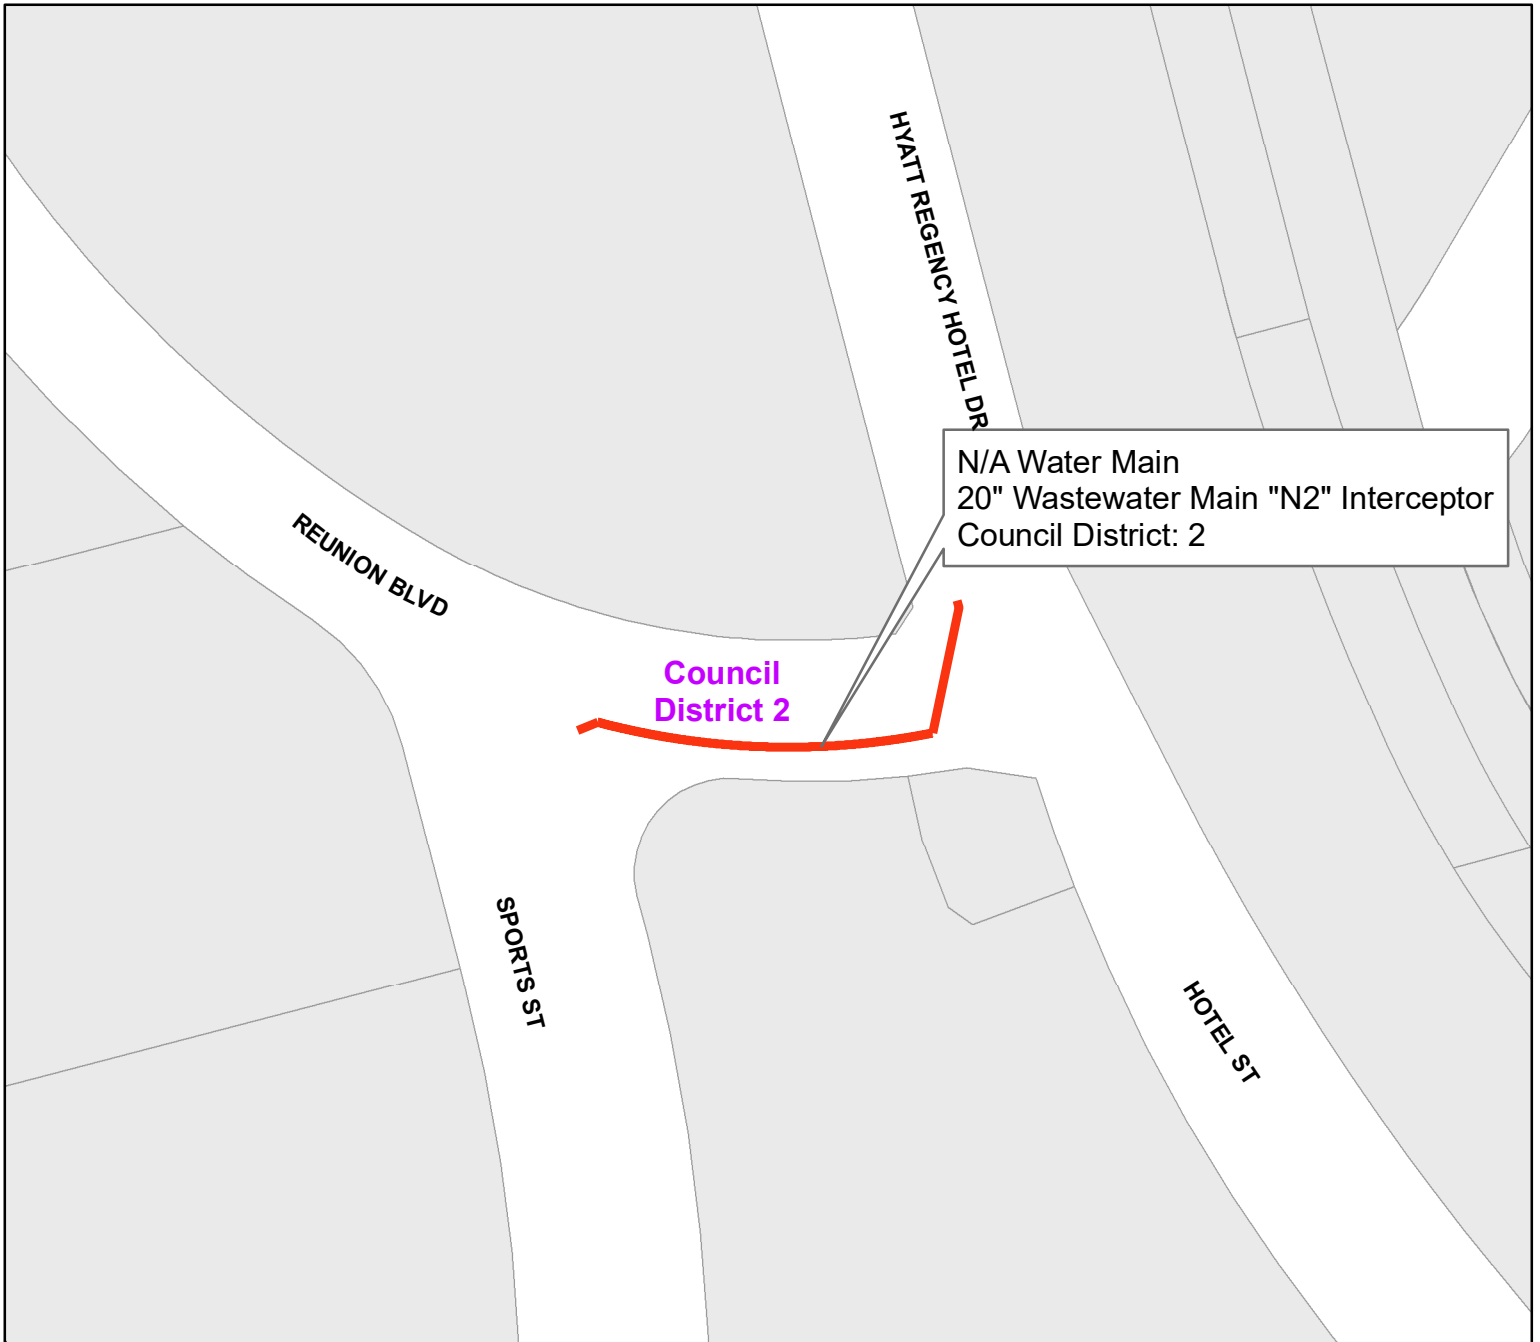 HYATT REGENCY HOTEL DR
N/A Water Main
20" Wastewater Main "N2" Interceptor
Council District: 2
REUNION BLVD
Council
District 2
SPORTS ST
HOTEL ST